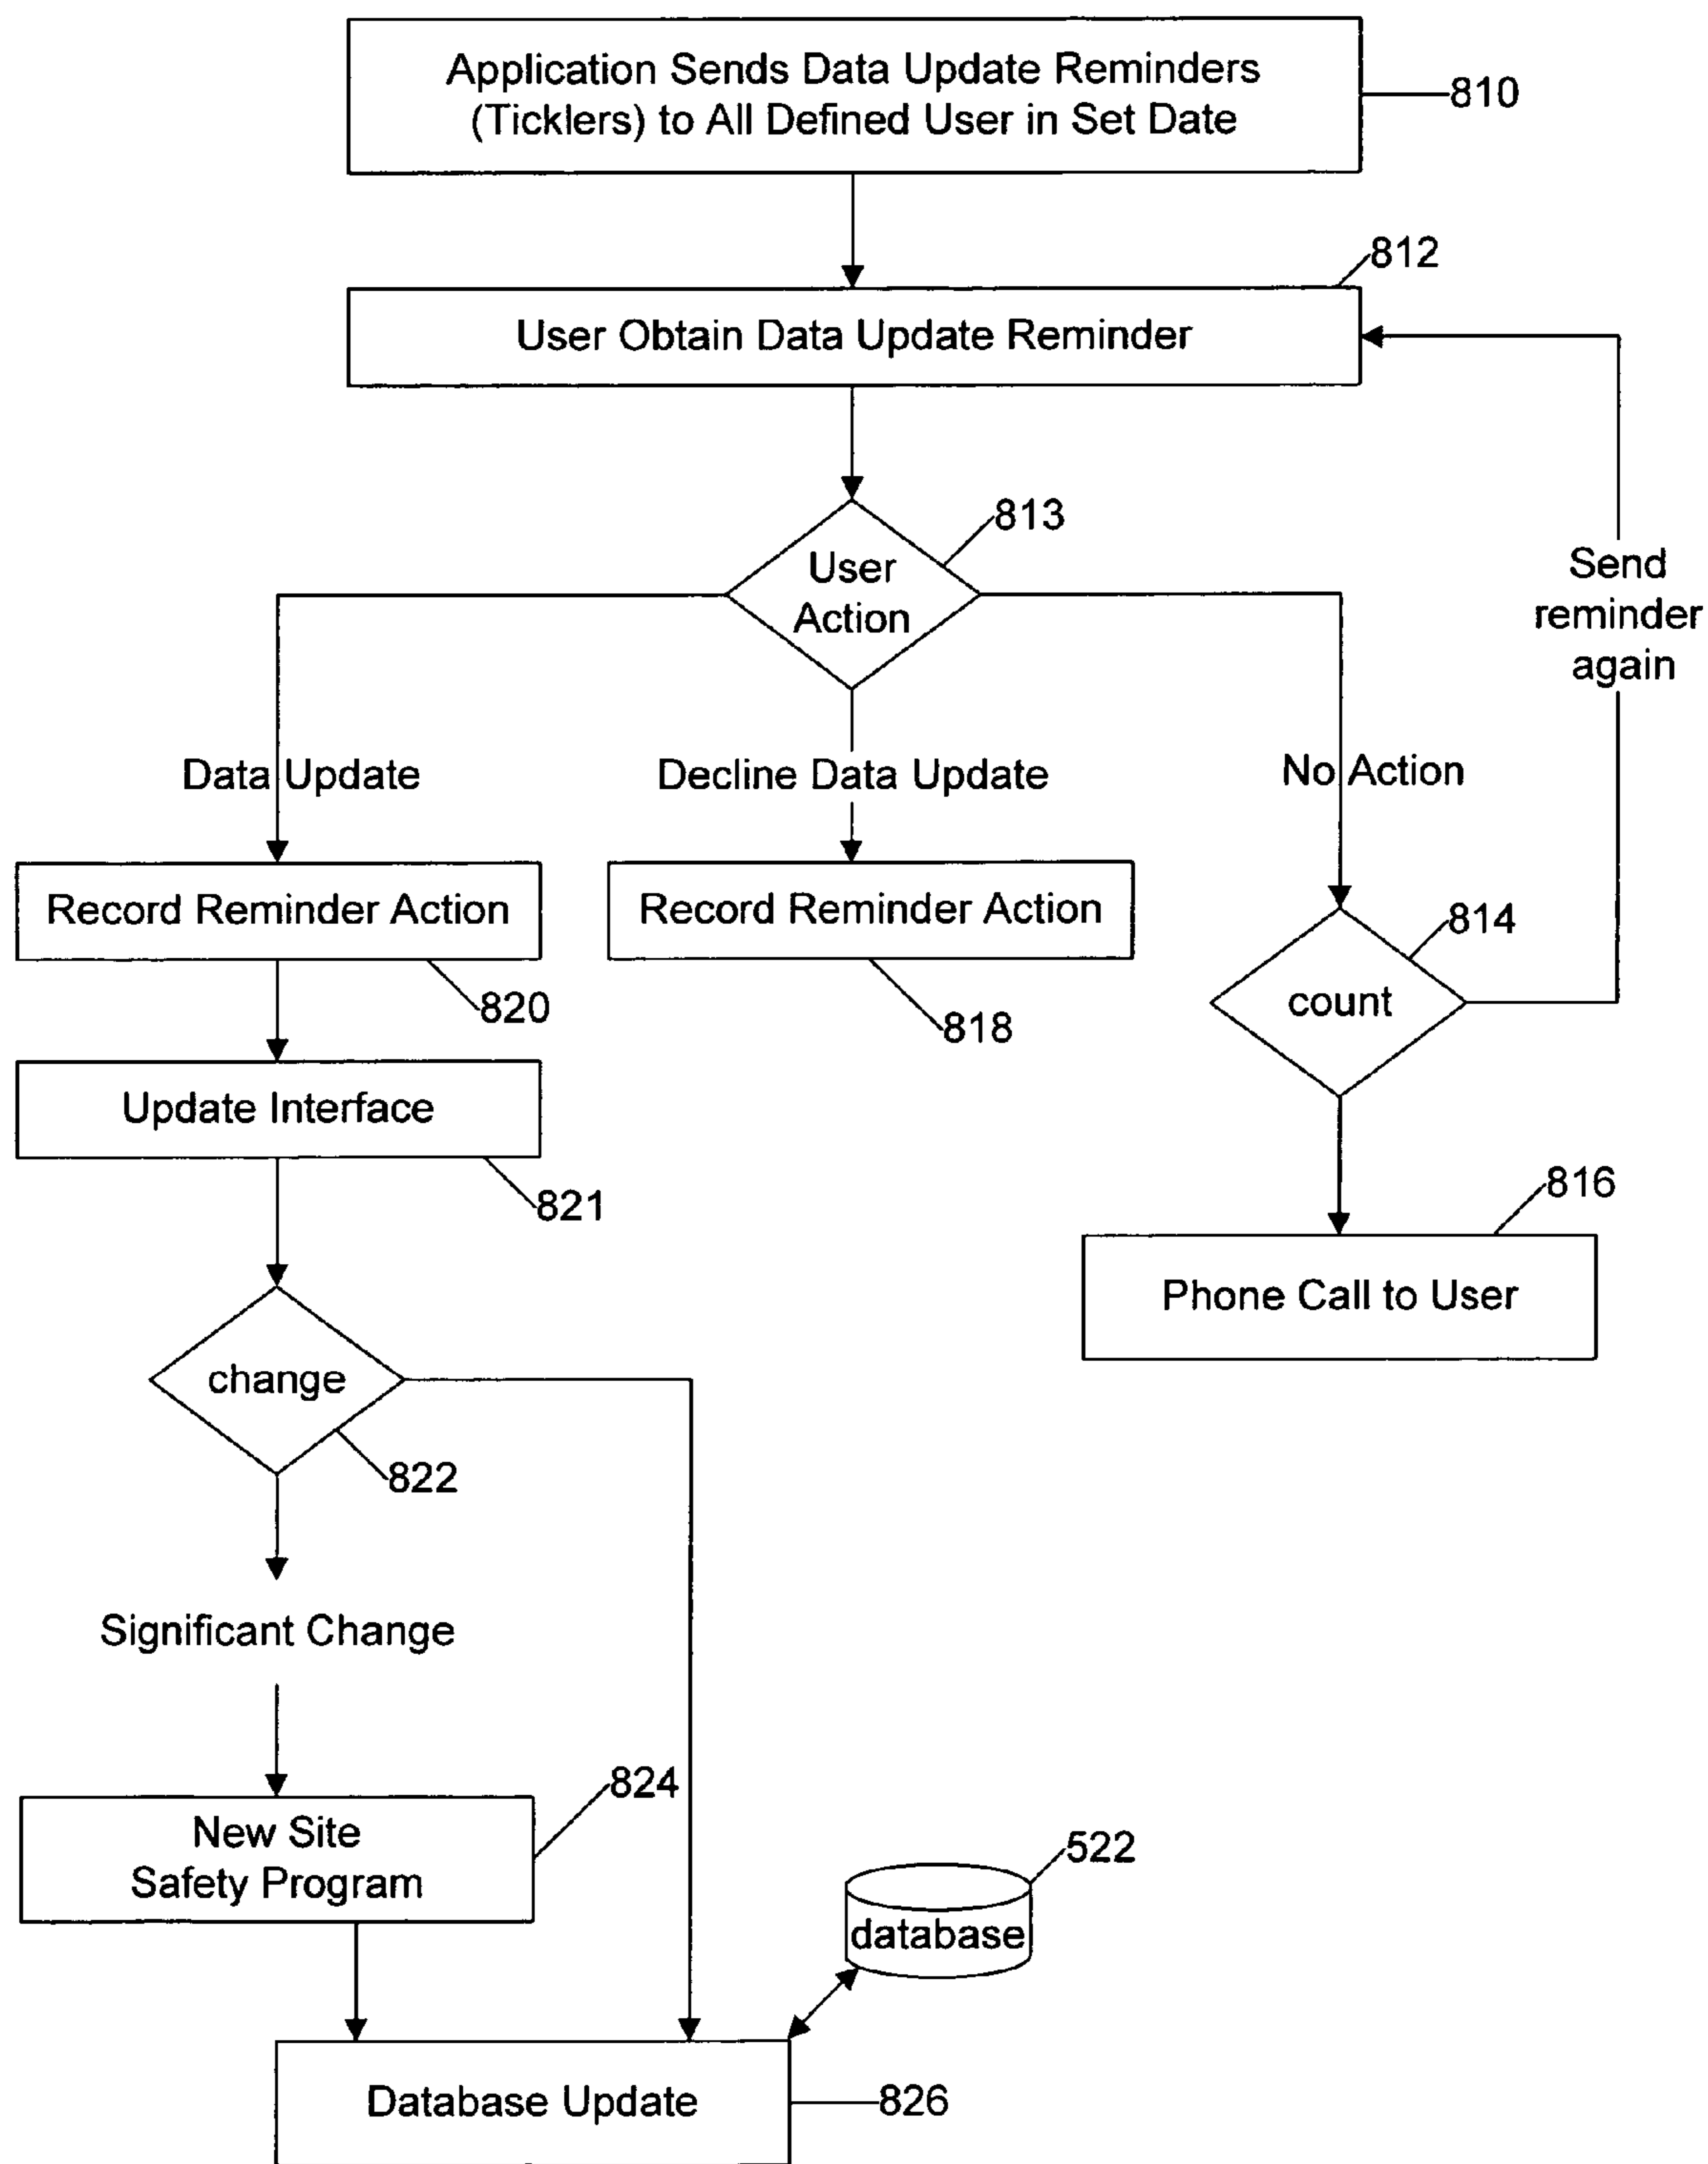 Application Sends Data Update Reminders
(Ticklers) to All Defined User in Set Date
810
812
User Obtain Data Update Reminder
813
User
Action
Send
reminder
again
Data Update
Decline Data Update
No Action
Record Reminder Action
Record Reminder Action
814
820
818
count
Update Interface
821
816
Phone Call to User
change
822
Significant Change
824
New Site
Safety Program
522
database
Database Update
826